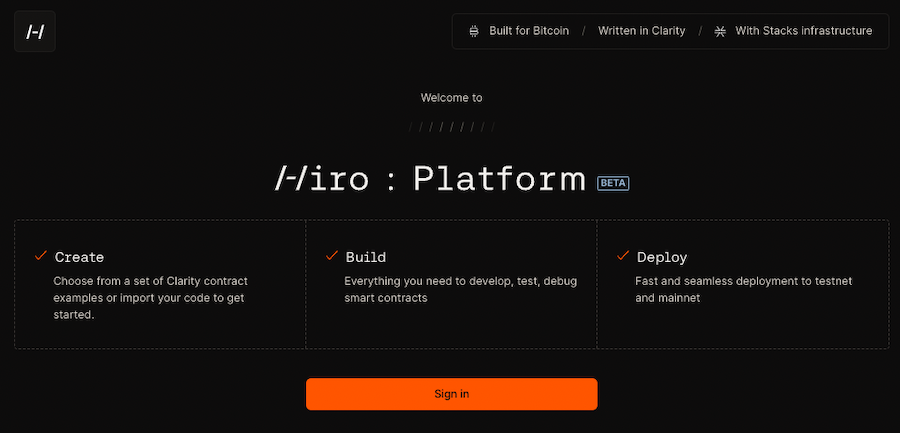 /-/
Built for Bitcoin / Written in Clarity / With Stacks infrastructure
Welcome to
/ / / / / / / / /
/-/iro : Platform BETA
Create
Choose from a set of Clarity contract
examples or import your code to get
started.
Build
Everything you need to develop, test, debug
smart contracts
Deploy
Fast and seamless deployment to testnet
and mainnet
Sign in